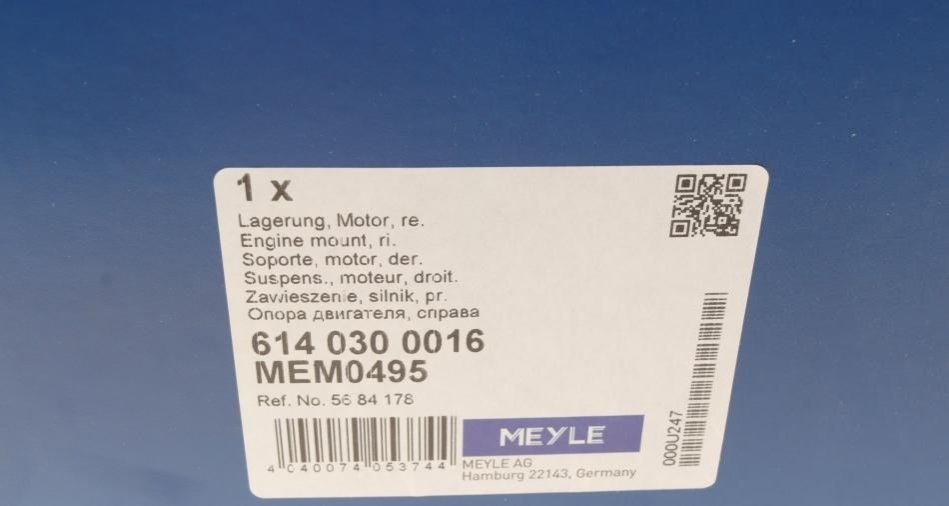 1 x
Lagerung, Motor, re.
Engine mount, ri.
Soporte, motor, der.
Suspens., moteur, droit.
Zawieszenie, silnik, pr.
Опора двигателя, справа
614 030 0016
MEM0495
Ref. No. 56 84 178
4 040074 053744
MEYLE
MEYLE AG
Hamburg 22143, Germany
000U247